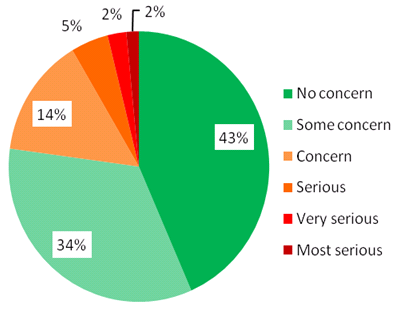 2%
2%
5%
14%
43%
34%
No concern
Some concern
Concern
Serious
Very serious
Most serious